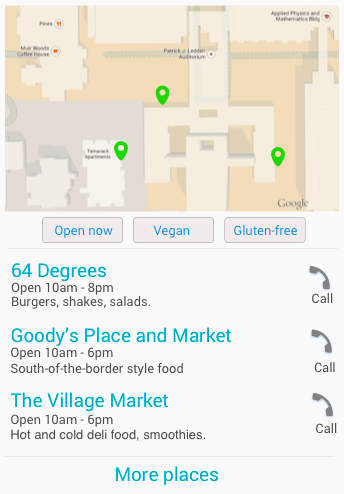 Applied Physics and
Mathematics Bldg
Pines
Muir Woods
Coffee House
Patrick J. Ledden
Auditorium
Tamarack
Apartments
Google
Open now
Vegan
Gluten-free
64 Degrees
Open 10am - 8pm
Burgers, shakes, salads.
Call
Goody's Place and Market
Open 10am - 6pm
South-of-the-border style food
Call
The Village Market
Open 10am - 6pm
Hot and cold deli food, smoothies.
Call
More places